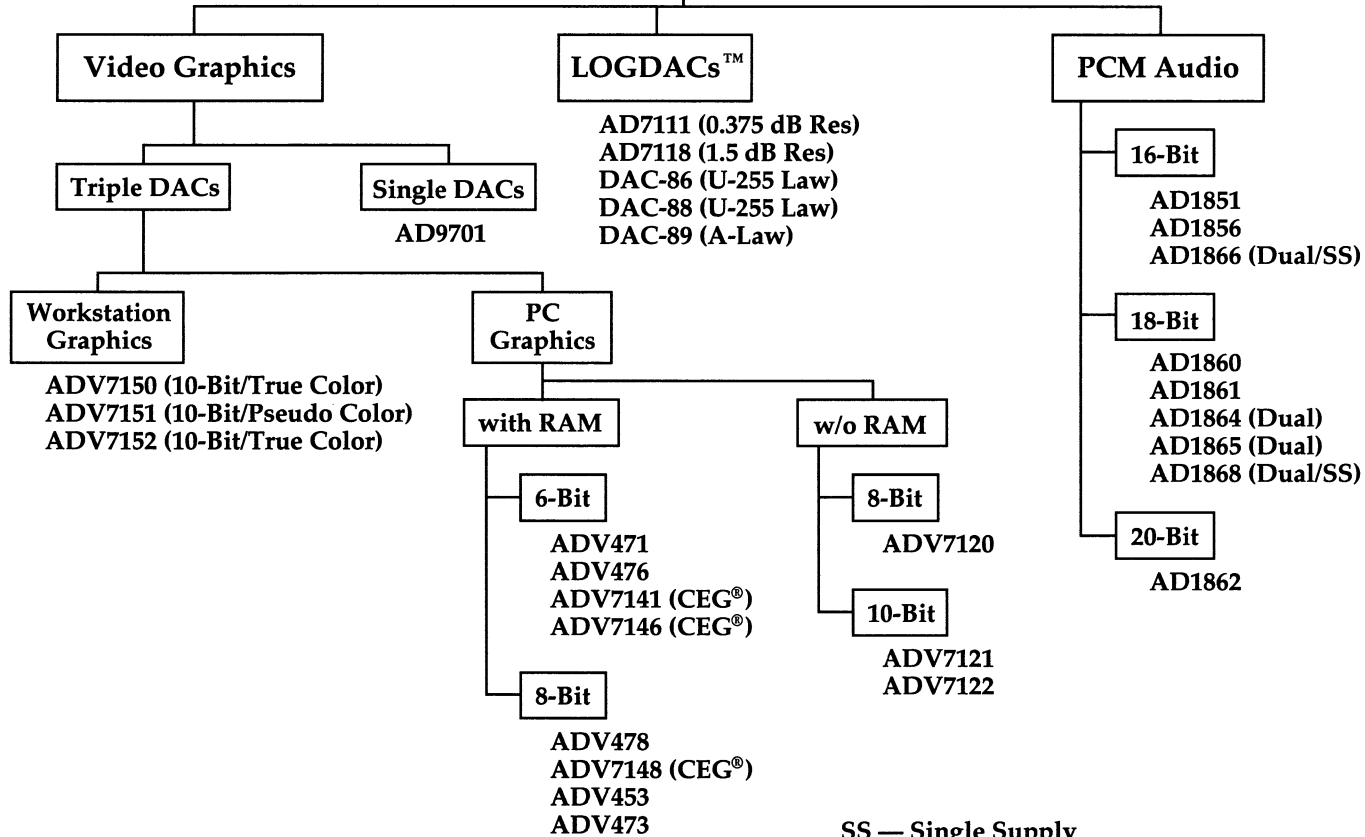 Video Graphics
LOGDACs™
PCM Audio
AD7111 (0.375 dB Res)
AD7118 (1.5 dB Res)
DAC-86 (U-255 Law)
DAC-88 (U-255 Law)
DAC-89 (A-Law)
Triple DACs
Single DACs
AD9701
Workstation
Graphics
ADV7150 (10-Bit/True Color)
ADV7151 (10-Bit/Pseudo Color)
ADV7152 (10-Bit/True Color)
PC
Graphics
with RAM
6-Bit
ADV471
ADV476
ADV7141 (CEG®)
ADV7146 (CEG®)
8-Bit
ADV478
ADV7148 (CEG®)
ADV453
ADV473
w/o RAM
8-Bit
ADV7120
10-Bit
ADV7121
ADV7122
16-Bit
AD1851
AD1856
AD1866 (Dual/SS)
18-Bit
AD1860
AD1861
AD1864 (Dual)
AD1865 (Dual)
AD1868 (Dual/SS)
20-Bit
AD1862
SS — Single Supply